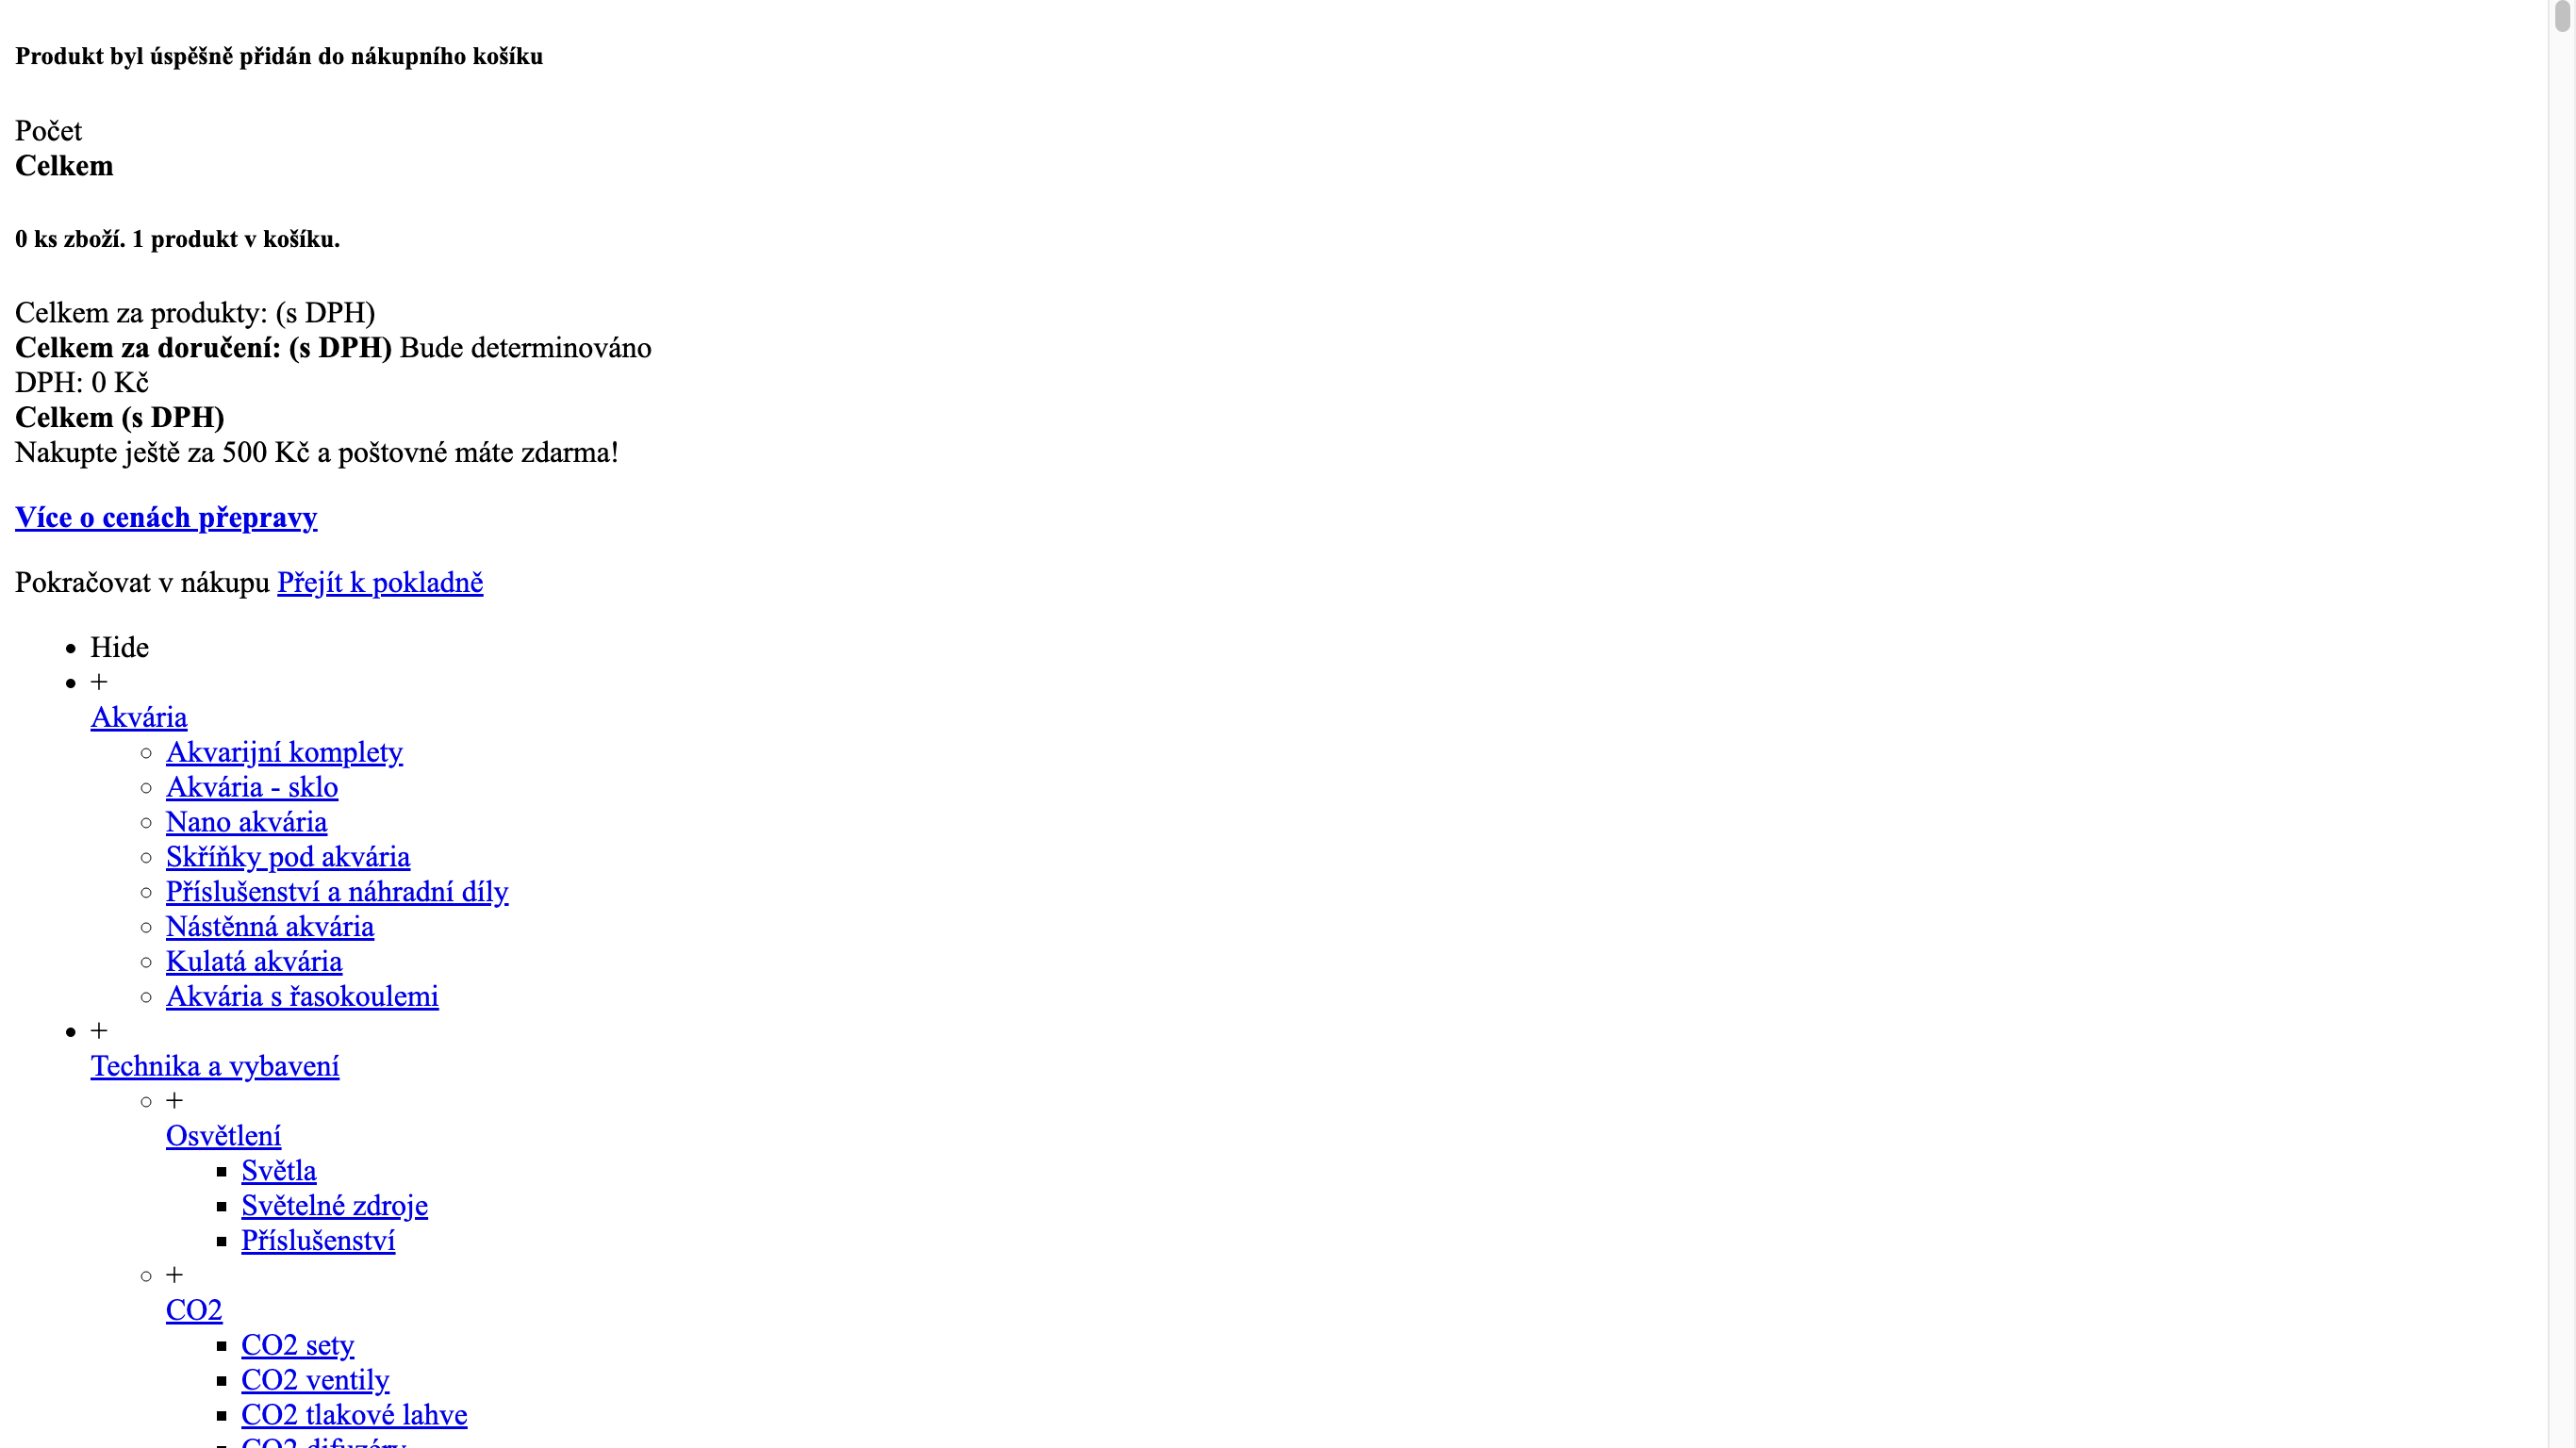 Produkt byl úspěšně přidán do nákupního košíku
Počet
Celkem
0 ks zboží. 1 produkt v košíku.
Celkem za produkty: (s DPH)
Celkem za doručení: (s DPH) Bude determinováno
DPH: 0 Kč
Celkem (s DPH)
Nakupte ještě za 500 Kč a poštovné máte zdarma!
Více o cenách přepravy
Pokračovat v nákupu Přejít k pokladně
Hide
+
Akvária
Akvarijní komplety
Akvária - sklo
Nano akvária
Skříňky pod akvária
Příslušenství a náhradní díly
Nástěnná akvária
Kulatá akvária
Akvária s řasokoulemi
+
Technika a vybavení
+
Osvětlení
Světla
Světelné zdroje
Příslušenství
+
CO2
CO2 sety
CO2 ventily
CO2 tlakové lahve
CO2 difuzéry